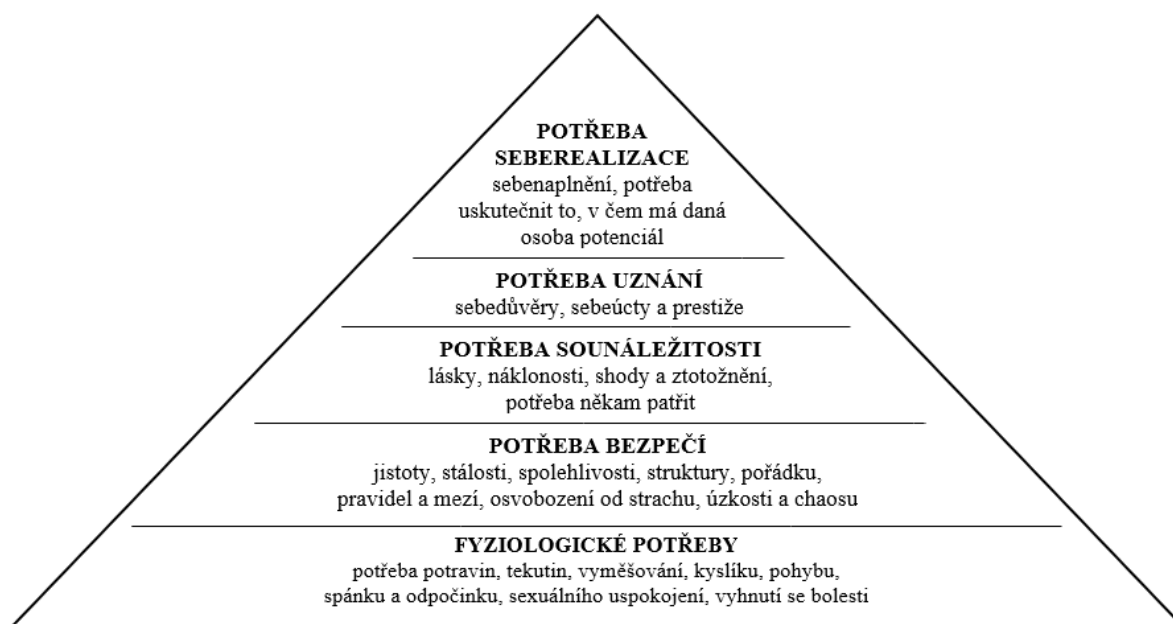 POTŘEBA
SEBEREALIZACE
sebenaplnění, potřeba
uskutečnit to, v čem má daná
osoba potenciál
POTŘEBA UZNÁNÍ
sebedůvěry, sebeúcty a prestiže
POTŘEBA SOUNÁLEŽITOSTI
lásky, náklonosti, shody a ztotožnění,
potřeba někam patřit
POTŘEBA BEZPEČÍ
jistoty, stálosti, spolehlivosti, struktury, pořádku,
pravidel a mezí, osvobození od strachu, úzkosti a chaosu
FYZIOLOGICKÉ POTŘEBY
potřeba potravin, tekutin, vyměšování, kyslíku, pohybu,
spánku a odpočinku, sexuálního uspokojení, vyhnutí se bolesti